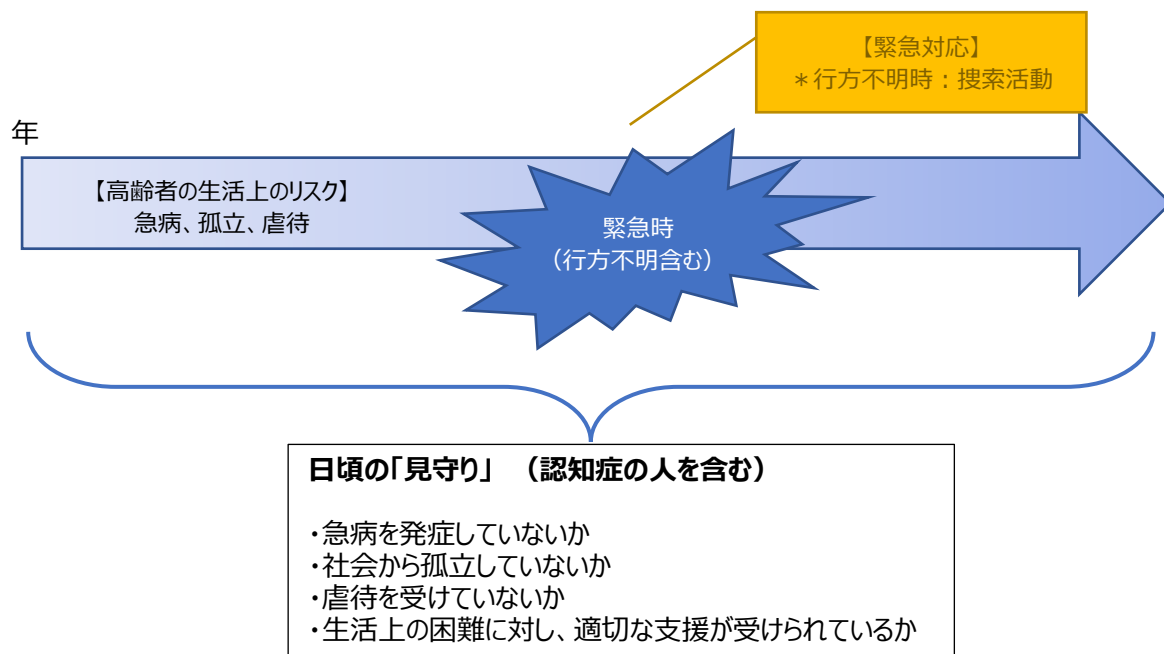 【緊急対応】
＊行方不明時：捜索活動
年
【高齢者の生活上のリスク】
急病、孤立、虐待
緊急時
（行方不明含む）
日頃の「見守り」　（認知症の人を含む）
・急病を発症していないか
・社会から孤立していないか
・虐待を受けていないか
・生活上の困難に対し、適切な支援が受けられているか